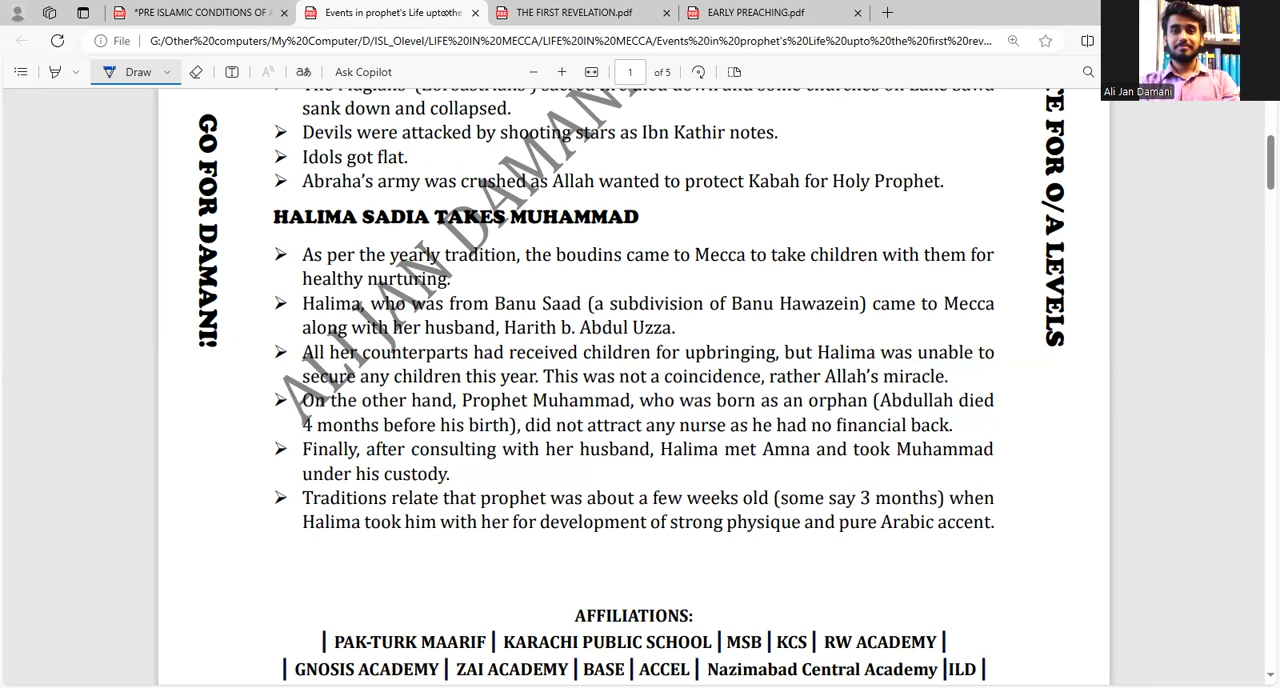 *PRE ISLAMIC CONDITIONS OF A
Events in prophet's Life upto the
THE FIRST REVELATION.pdf
EARLY PREACHING.pdf
File
G:/Other%20computers/My%20Computer/D/ISL_Olevel/LIFE%20IN%20MECCA/LIFE%20IN%20MECCA/Events%20in%20prophet's%20Life%20upto%20the%20first%20rev...
Draw
Ask Copilot
1 of 5
Ali Jan Damani
sank down and collapsed.
Devils were attacked by shooting stars as Ibn Kathir notes.
Idols got flat.
Abraha's army was crushed as Allah wanted to protect Kabah for Holy Prophet.
HALIMA SADIA TAKES MUHAMMAD
As per the yearly tradition, the boudins came to Mecca to take children with them for
healthy nurturing.
Halima, who was from Banu Saad (a subdivision of Banu Hawazein) came to Mecca
along with her husband, Harith b. Abdul Uzza.
All her counterparts had received children for upbringing, but Halima was unable to
secure any children this year. This was not a coincidence, rather Allah's miracle.
On the other hand, Prophet Muhammad, who was born as an orphan (Abdullah died
4 months before his birth), did not attract any nurse as he had no financial back.
Finally, after consulting with her husband, Halima met Amna and took Muhammad
under his custody.
Traditions relate that prophet was about a few weeks old (some say 3 months) when
Halima took him with her for development of strong physique and pure Arabic accent.
GO FOR DAMANI!
FOR O/A LEVELS
ALI JAN DAMANI
AFFILIATIONS:
| PAK-TURK MAARIF | KARACHI PUBLIC SCHOOL | MSB | KCS | RW ACADEMY |
| GNOSIS ACADEMY | ZAI ACADEMY | BASE | ACCEL | Nazimabad Central Academy |ILD |